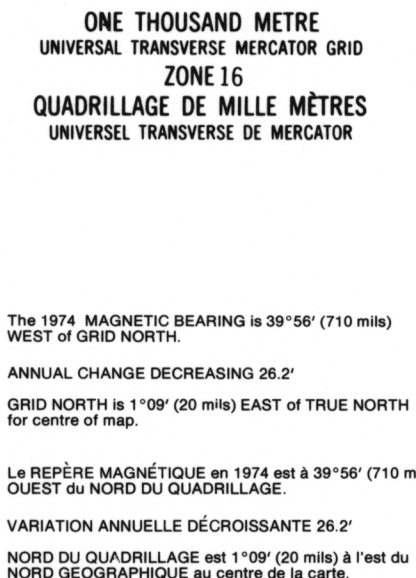 ONE THOUSAND METRE
UNIVERSAL TRANSVERSE MERCATOR GRID
ZONE 16
QUADRILLAGE DE MILLE MÈTRES
UNIVERSEL TRANSVERSE DE MERCATOR
The 1974 MAGNETIC BEARING is 39°56′ (710 mils)
WEST of GRID NORTH.
ANNUAL CHANGE DECREASING 26.2′
GRID NORTH is 1°09′ (20 mils) EAST of TRUE NORTH
for centre of map.
Le REPÈRE MAGNÉTIQUE en 1974 est à 39°56′ (710 m
OUEST du NORD DU QUADRILLAGE.
VARIATION ANNUELLE DÉCROISSANTE 26.2′
NORD DU QUADRILLAGE est 1°09′ (20 mils) à l'est du
NORD GEOGRAPHIQUE au centre de la carte.